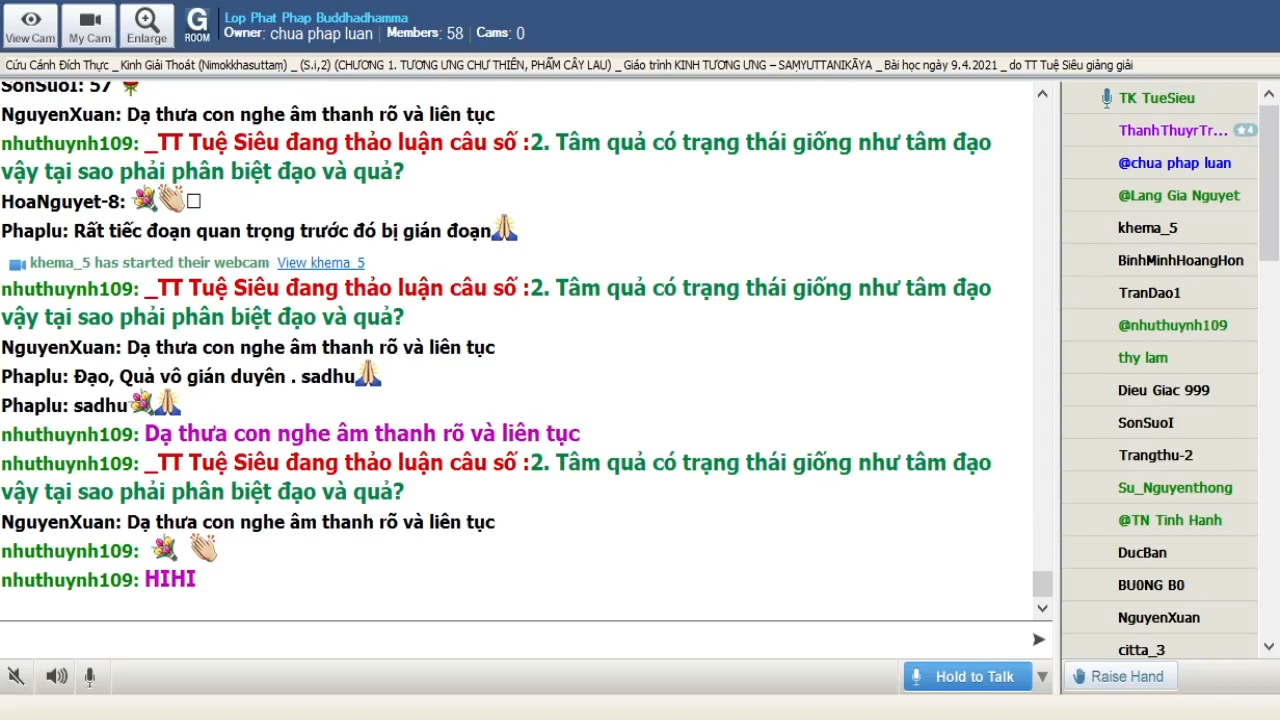 View Cam
My Cam
Enlarge
G
ROOM
Lop Phat Phap Buddhadhamma
Owner: chua phap luan | Members: 58 | Cams: 0
Cứu Cánh Đích Thực _ Kinh Giải Thoát (Nimokkhasuttaṃ) _ (S.i,2) (CHƯƠNG 1. TƯƠNG ƯNG CHƯ THIÊN, PHẨM CÂY LAU) _ Giáo trình KINH TƯƠNG ƯNG – SAṂYUTTANIKĀYA _ Bài học ngày 9.4.2021 _ do TT Tuệ Siêu giảng giải
SonSuoI: 57
NguyenXuan: Dạ thưa con nghe âm thanh rõ và liên tục
nhuthuynh109: _TT Tuệ Siêu đang thảo luận câu số :2. Tâm quả có trạng thái giống như tâm đạo
vậy tại sao phải phân biệt đạo và quả?
HoaNguyet-8:
Phaplu: Rất tiếc đoạn quan trọng trước đó bị gián đoạn
khema_5 has started their webcam View khema_5
nhuthuynh109: _TT Tuệ Siêu đang thảo luận câu số :2. Tâm quả có trạng thái giống như tâm đạo
vậy tại sao phải phân biệt đạo và quả?
NguyenXuan: Dạ thưa con nghe âm thanh rõ và liên tục
Phaplu: Đạo, Quả vô gián duyên . sadhu
Phaplu: sadhu
nhuthuynh109: Dạ thưa con nghe âm thanh rõ và liên tục
nhuthuynh109: _TT Tuệ Siêu đang thảo luận câu số :2. Tâm quả có trạng thái giống như tâm đạo
vậy tại sao phải phân biệt đạo và quả?
NguyenXuan: Dạ thưa con nghe âm thanh rõ và liên tục
nhuthuynh109:
nhuthuynh109: HIHI
Hold to Talk
TK TueSieu
ThanhThuyrTr... 4
@chua phap luan
@Lang Gia Nguyet
khema_5
BinhMinhHoangHon
TranDao1
@nhuthuynh109
thy lam
Dieu Giac 999
SonSuoI
Trangthu-2
Su_Nguyenthong
@TN Tinh Hanh
DucBan
BU0NG B0
NguyenXuan
citta_3
Raise Hand